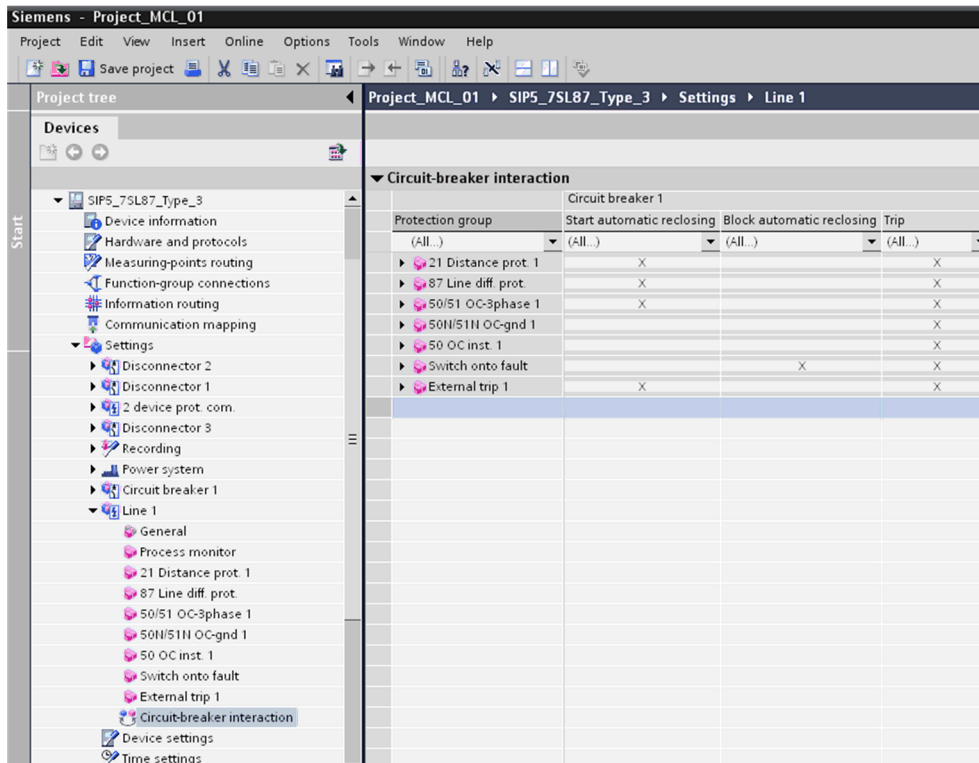 Siemens - Project_MCL_01
Project Edit View Insert Online Options Tools Window Help
Save project
Project tree
Project_MCL_01 ▸ SIP5_7SL87_Type_3 ▸ Settings ▸ Line 1
Devices
Start
SIP5_7SL87_Type_3
Device information
Hardware and protocols
Measuring-points routing
Function-group connections
Information routing
Communication mapping
Settings
Disconnector 2
Disconnector 1
2 device prot. com.
Disconnector 3
Recording
Power system
Circuit breaker 1
Line 1
General
Process monitor
21 Distance prot. 1
87 Line diff. prot.
50/51 OC-3phase 1
50N/51N OC-gnd 1
50 OC inst. 1
Switch onto fault
External trip 1
Circuit-breaker interaction
Device settings
Time settings
Circuit-breaker interaction
Circuit breaker 1
Protection group Start automatic reclosing Block automatic reclosing Trip
(All...) (All...) (All...) (All...)
21 Distance prot. 1 X X
87 Line diff. prot. X X
50/51 OC-3phase 1 X X
50N/51N OC-gnd 1 X
50 OC inst. 1 X
Switch onto fault X X
External trip 1 X X